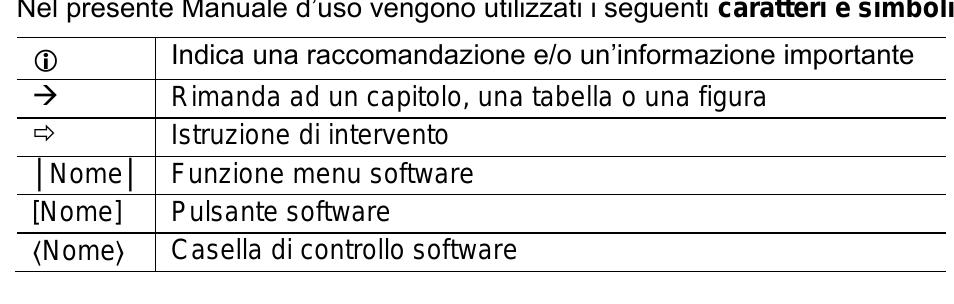 Nel presente Manuale d'uso vengono utilizzati i seguenti caratteri e simboli
🛈 Indica una raccomandazione e/o un'informazione importante
→ Rimanda ad un capitolo, una tabella o una figura
⇨ Istruzione di intervento
|Nome| Funzione menu software
[Nome] Pulsante software
⟨Nome⟩ Casella di controllo software